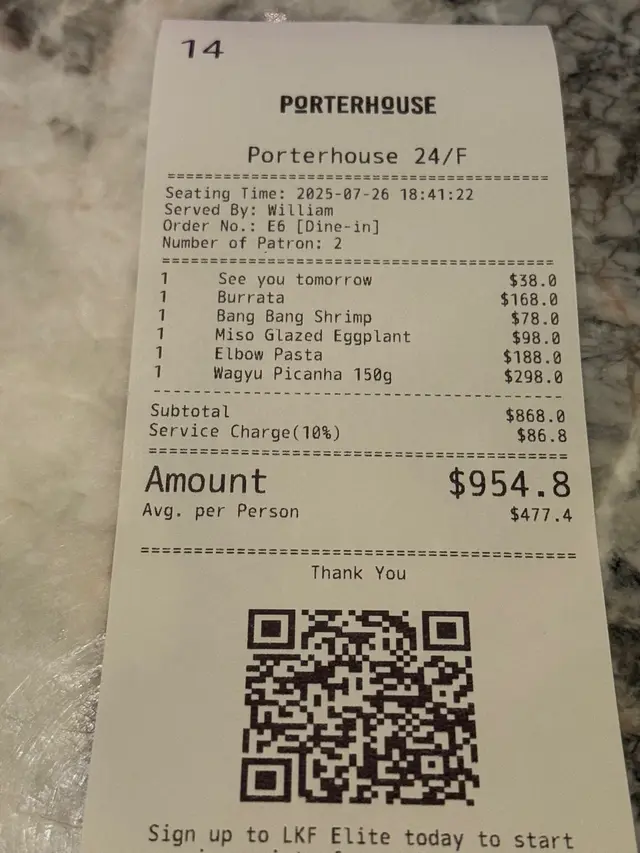 14
PORTERHOUSE
Porterhouse 24/F
==================================================
Seating Time: 2025-07-26 18:41:22
Served By: William
Order No.: E6 [Dine-in]
Number of Patron: 2
==================================================
1 See you tomorrow $38.0
1 Burrata $168.0
1 Bang Bang Shrimp $78.0
1 Miso Glazed Eggplant $98.0
1 Elbow Pasta $188.0
1 Wagyu Picanha 150g $298.0
--------------------------------------------------
Subtotal $868.0
Service Charge(10%) $86.8
==================================================
Amount $954.8
Avg. per Person $477.4
==================================================
Thank You
Sign up to LKF Elite today to start